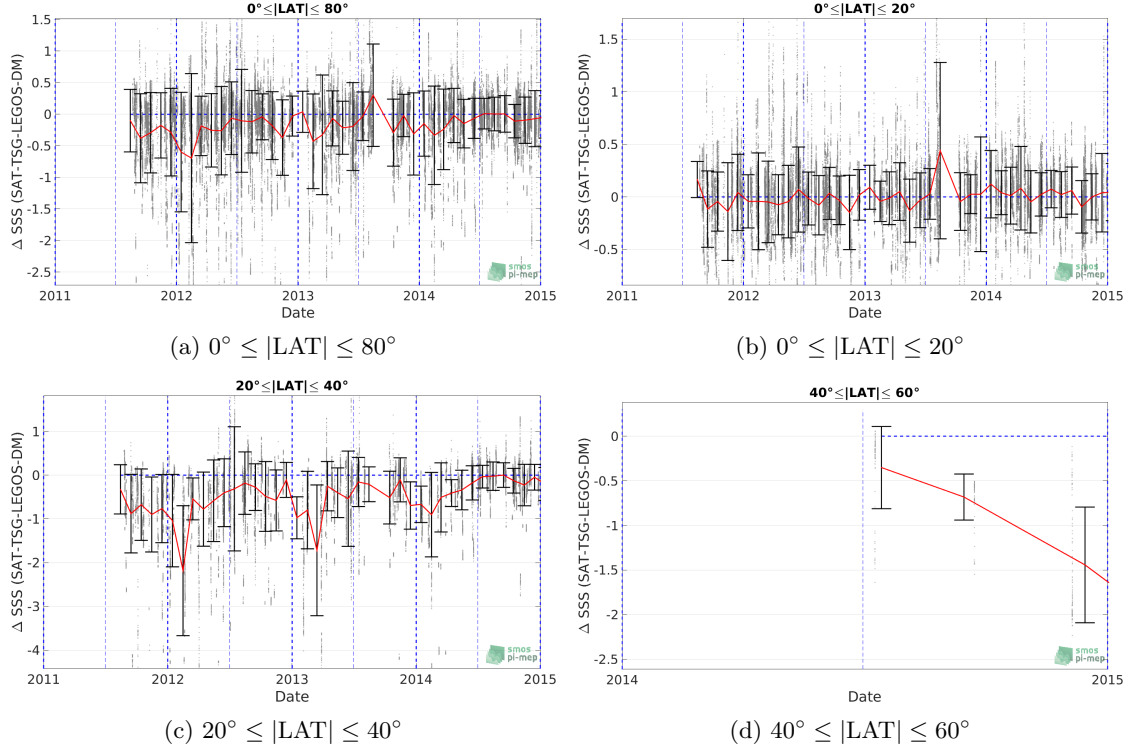 0°≤|LAT|≤ 80°
Δ SSS (SAT-TSG-LEGOS-DM)
1.5
1
0.5
0
-0.5
-1
-1.5
-2
-2.5
smos
pi-mep
2011
2012
2013
2014
2015
Date
(a) 0° ≤ |LAT| ≤ 80°
0°≤|LAT|≤ 20°
Δ SSS (SAT-TSG-LEGOS-DM)
1.5
1
0.5
0
-0.5
smos
pi-mep
2011
2012
2013
2014
2015
Date
(b) 0° ≤ |LAT| ≤ 20°
20°≤|LAT|≤ 40°
Δ SSS (SAT-TSG-LEGOS-DM)
1
0
-1
-2
-3
-4
smos
pi-mep
2011
2012
2013
2014
2015
Date
(c) 20° ≤ |LAT| ≤ 40°
40°≤|LAT|≤ 60°
Δ SSS (SAT-TSG-LEGOS-DM)
0
-0.5
-1
-1.5
-2
-2.5
smos
pi-mep
2014
2015
Date
(d) 40° ≤ |LAT| ≤ 60°